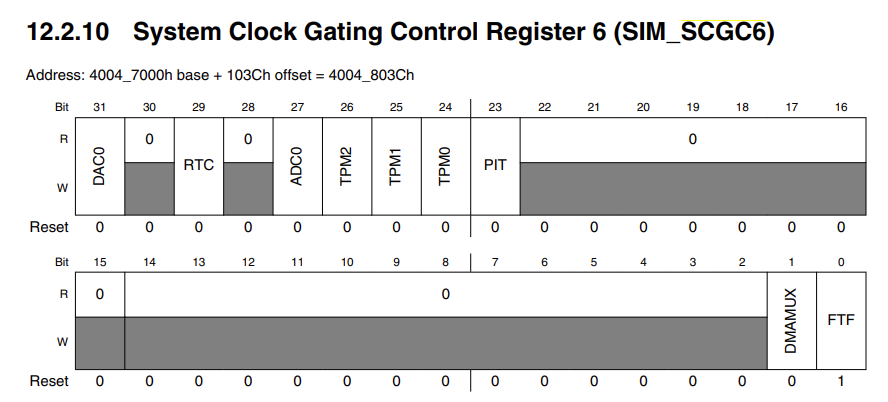 12.2.10 System Clock Gating Control Register 6 (SIM_SCGC6)
Address: 4004_7000h base + 103Ch offset = 4004_803Ch
Bit 31 30 29 28 27 26 25 24 23 22 21 20 19 18 17 16
R DAC0 0 RTC 0 ADC0 TPM2 TPM1 TPM0 PIT 0
W
Reset 0 0 0 0 0 0 0 0 0 0 0 0 0 0 0 0
Bit 15 14 13 12 11 10 9 8 7 6 5 4 3 2 1 0
R 0 0 DMAMUX FTF
W
Reset 0 0 0 0 0 0 0 0 0 0 0 0 0 0 0 1